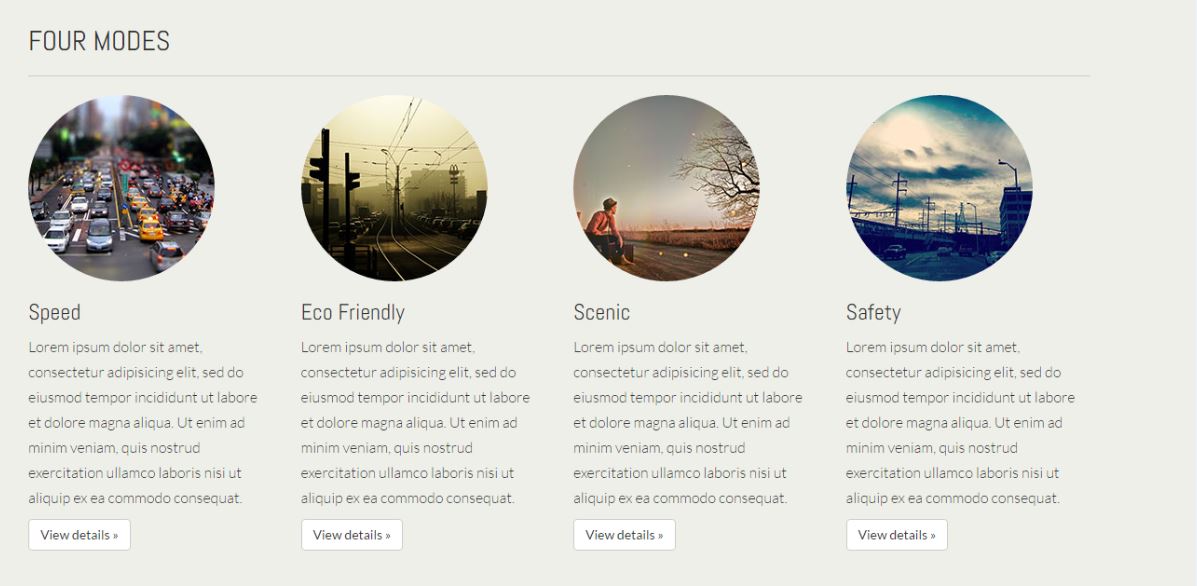 FOUR MODES
Speed
Lorem ipsum dolor sit amet,
consectetur adipisicing elit, sed do
eiusmod tempor incididunt ut labore
et dolore magna aliqua. Ut enim ad
minim veniam, quis nostrud
exercitation ullamco laboris nisi ut
aliquip ex ea commodo consequat.
View details »
Eco Friendly
Lorem ipsum dolor sit amet,
consectetur adipisicing elit, sed do
eiusmod tempor incididunt ut labore
et dolore magna aliqua. Ut enim ad
minim veniam, quis nostrud
exercitation ullamco laboris nisi ut
aliquip ex ea commodo consequat.
View details »
Scenic
Lorem ipsum dolor sit amet,
consectetur adipisicing elit, sed do
eiusmod tempor incididunt ut labore
et dolore magna aliqua. Ut enim ad
minim veniam, quis nostrud
exercitation ullamco laboris nisi ut
aliquip ex ea commodo consequat.
View details »
Safety
Lorem ipsum dolor sit amet,
consectetur adipisicing elit, sed do
eiusmod tempor incididunt ut labore
et dolore magna aliqua. Ut enim ad
minim veniam, quis nostrud
exercitation ullamco laboris nisi ut
aliquip ex ea commodo consequat.
View details »